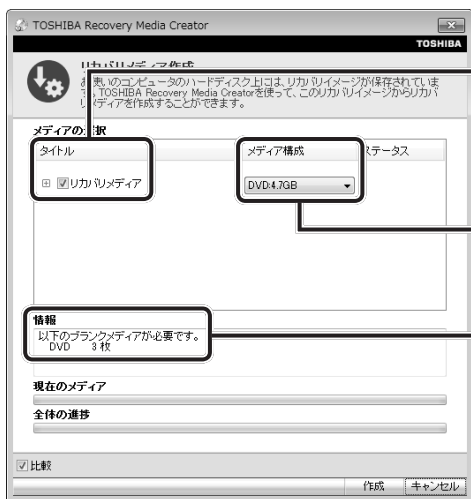 TOSHIBA Recovery Media Creator
TOSHIBA
リカバリメディア作成
お使いのコンピュータのハードディスク上には、リカバリイメージが保存されていま
す。TOSHIBA Recovery Media Creatorを使って、このリカバリイメージからリカバ
リメディアを作成することができます。
メディアの選択
タイトル メディア構成 ステータス
リカバリメディア DVD:4.7GB
情報
以下のブランクメディアが必要です。
DVD 3 枚
現在のメディア
全体の進捗
比較
作成 キャンセル